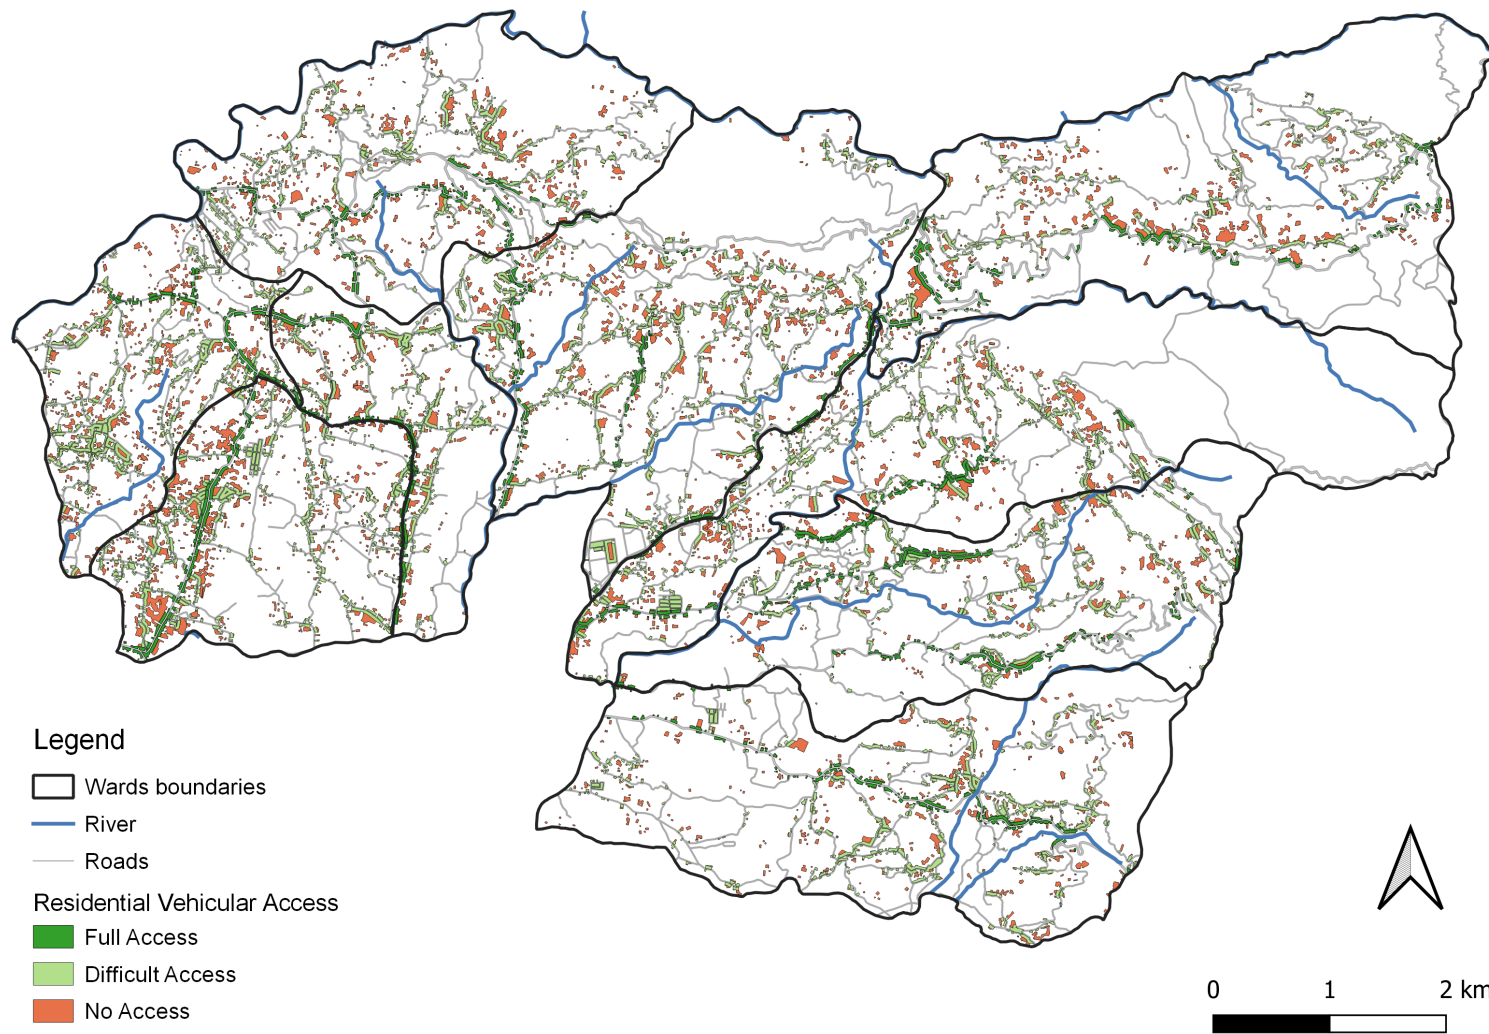 Legend
Wards boundaries
River
Roads
Residential Vehicular Access
Full Access
Difficult Access
No Access
0 1 2 km